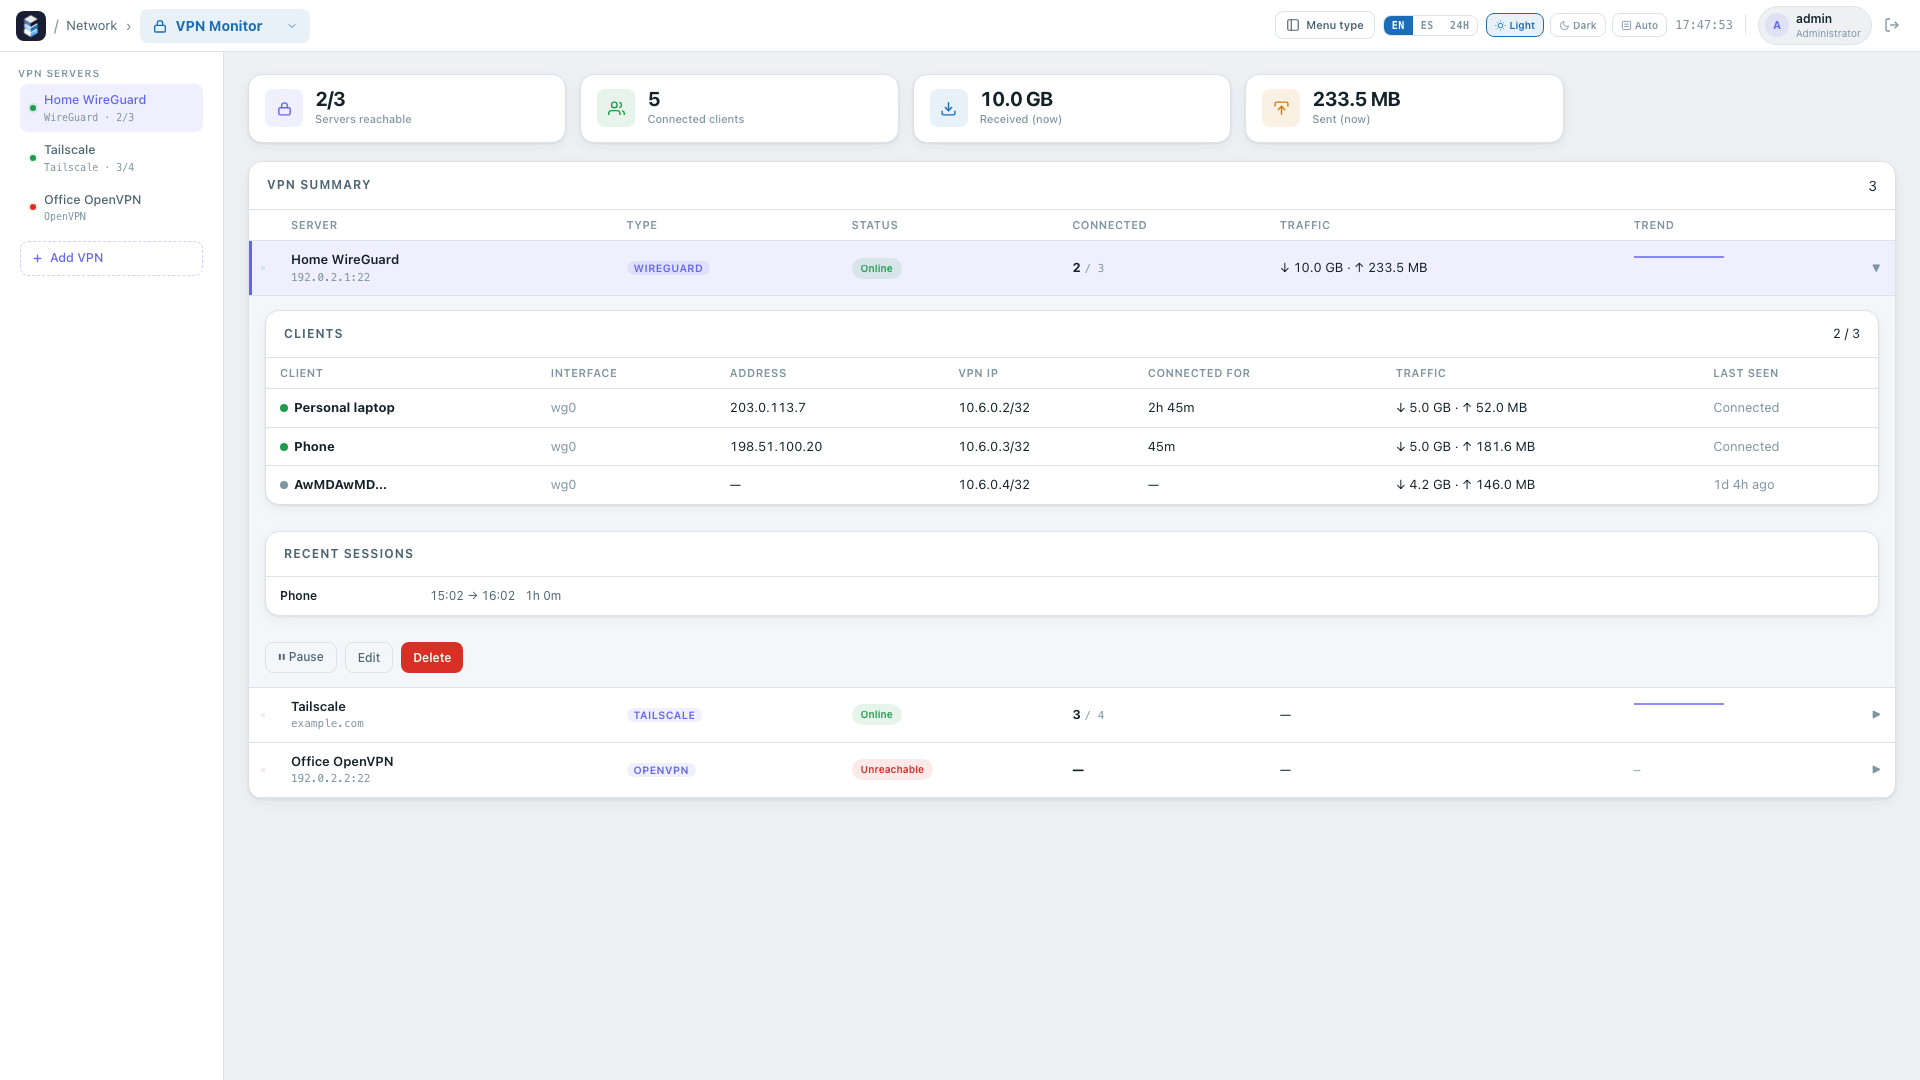 / Network › VPN Monitor
Menu type
EN ES 24H
Light Dark Auto
17:47:53
A
admin
Administrator
VPN SERVERS
Home WireGuard
WireGuard · 2/3
Tailscale
Tailscale · 3/4
Office OpenVPN
OpenVPN
+ Add VPN
2/3
Servers reachable
5
Connected clients
10.0 GB
Received (now)
233.5 MB
Sent (now)
VPN SUMMARY 3
SERVER TYPE STATUS CONNECTED TRAFFIC TREND
Home WireGuard
192.0.2.1:22
WIREGUARD Online 2 / 3 ↓ 10.0 GB · ↑ 233.5 MB ▼
CLIENTS 2 / 3
CLIENT INTERFACE ADDRESS VPN IP CONNECTED FOR TRAFFIC LAST SEEN
Personal laptop wg0 203.0.113.7 10.6.0.2/32 2h 45m ↓ 5.0 GB · ↑ 52.0 MB Connected
Phone wg0 198.51.100.20 10.6.0.3/32 45m ↓ 5.0 GB · ↑ 181.6 MB Connected
AwMDAwMD... wg0 — 10.6.0.4/32 — ↓ 4.2 GB · ↑ 146.0 MB 1d 4h ago
RECENT SESSIONS
Phone 15:02 → 16:02 1h 0m
Pause Edit Delete
Tailscale
example.com
TAILSCALE Online 3 / 4 — ▶
Office OpenVPN
192.0.2.2:22
OPENVPN Unreachable — — – ▶